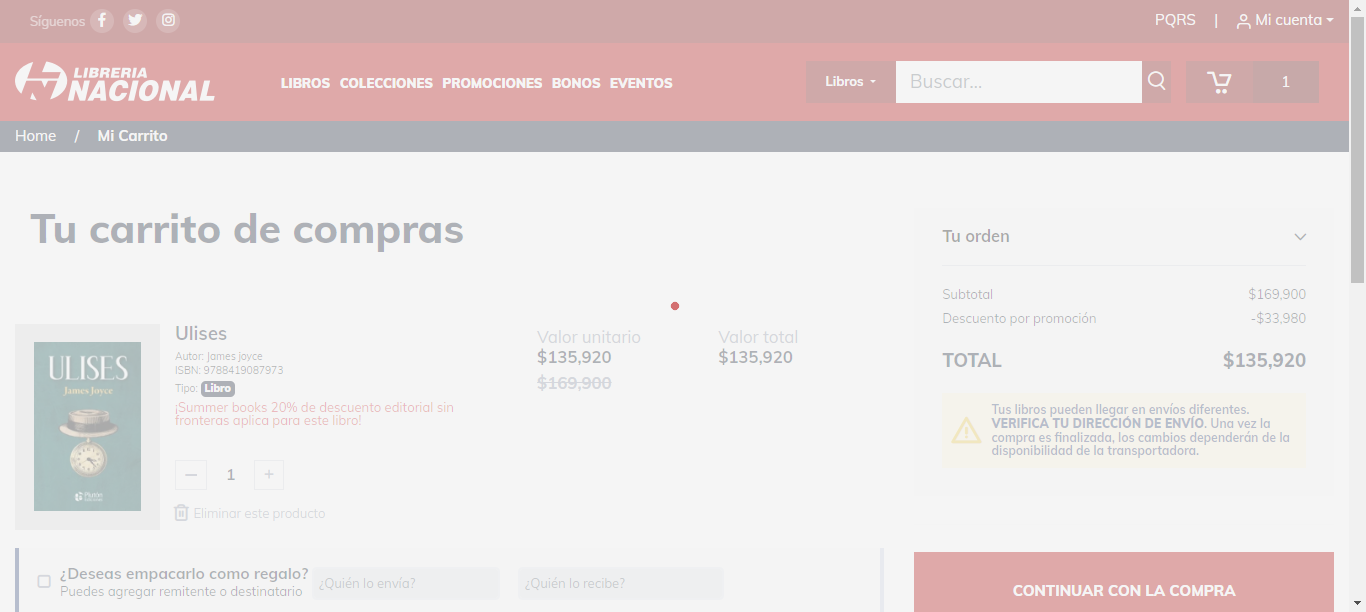 Síguenos
PQRS | Mi cuenta
LIBRERIA
NACIONAL
LIBROS COLECCIONES PROMOCIONES BONOS EVENTOS
Libros
Buscar...
1
Home / Mi Carrito
Tu carrito de compras
ULISES
James Joyce
Ulises
Autor: James Joyce
ISBN: 9788419087973
Tipo: Libro
¡Summer books 20% de descuento editorial sin
fronteras aplica para este libro!
Valor unitario
$135,920
$169,900
Valor total
$135,920
1
Eliminar este producto
¿Deseas empacarlo como regalo?
Puedes agregar remitente o destinatario
¿Quién lo envía?
¿Quién lo recibe?
Tu orden
Subtotal $169,900
Descuento por promoción -$33,980
TOTAL $135,920
Tus libros pueden llegar en envíos diferentes.
VERIFICA TU DIRECCIÓN DE ENVÍO. Una vez la
compra es finalizada, los cambios dependerán de la
disponibilidad de la transportadora.
CONTINUAR CON LA COMPRA